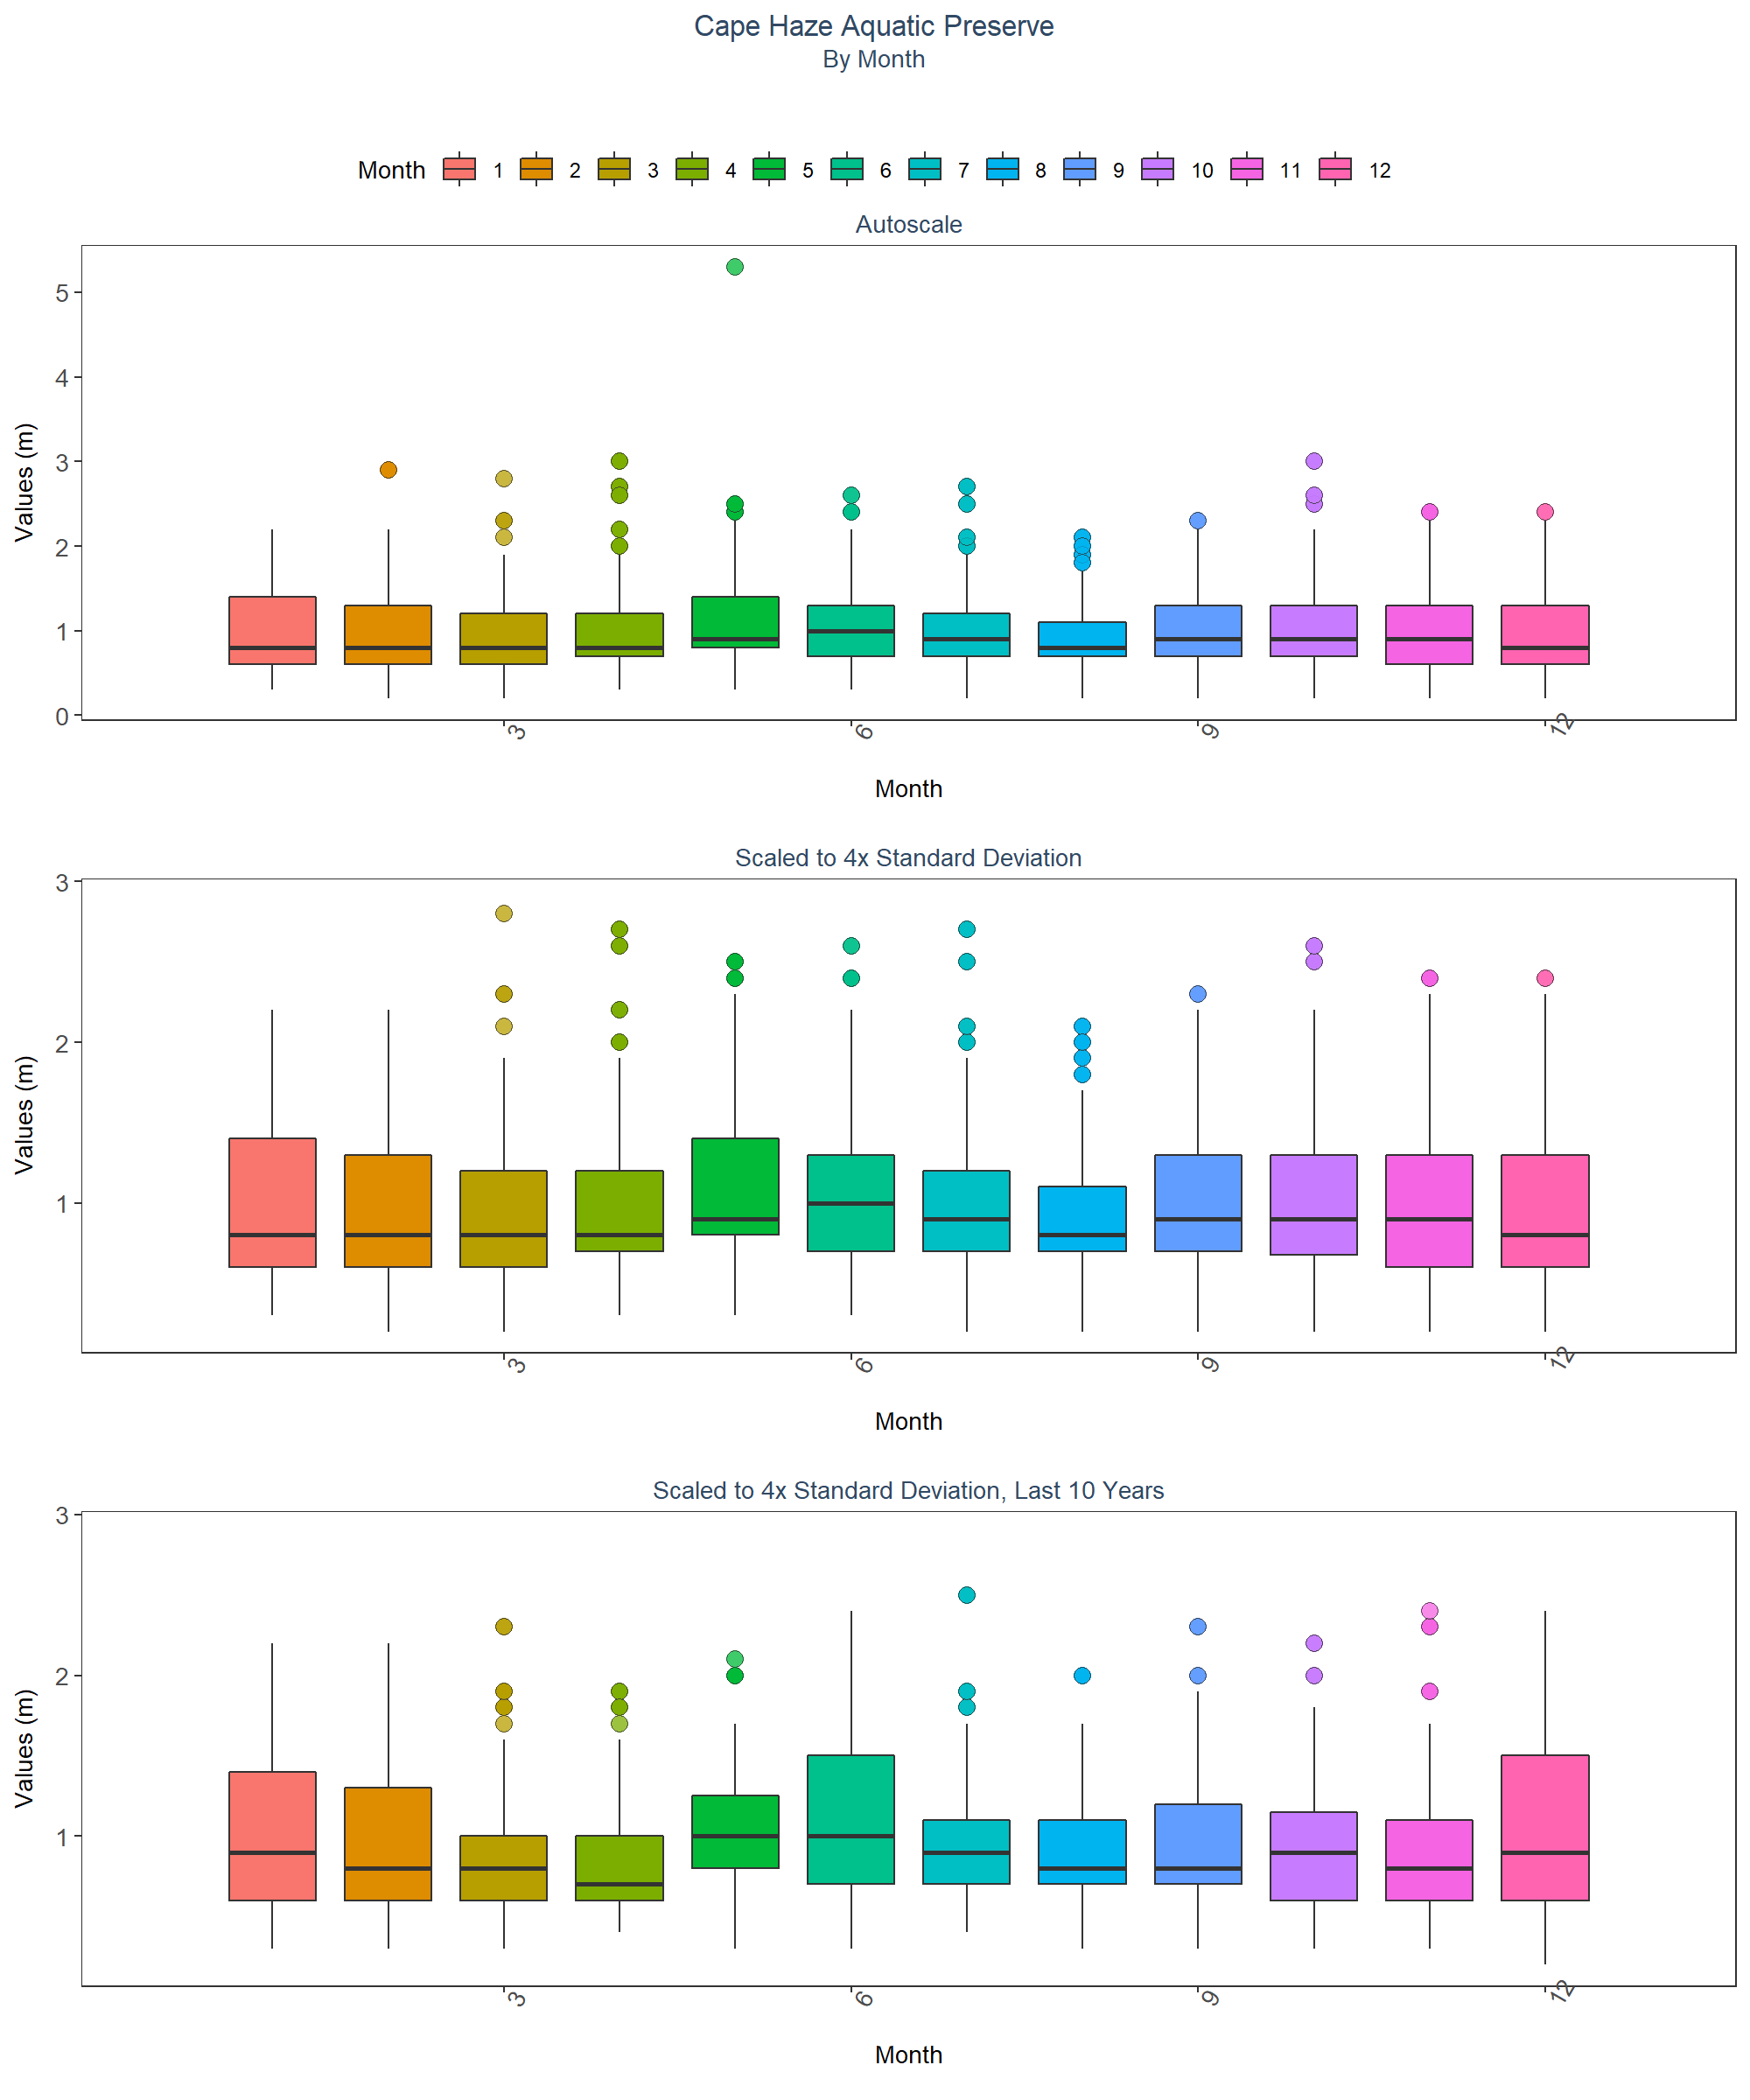 Cape Haze Aquatic Preserve
By Month
Month 1 2 3 4 5 6 7 8 9 10 11 12
Autoscale
Values (m)
5
4
3
2
1
0
3 6 9 12
Month
Scaled to 4x Standard Deviation
Values (m)
3
2
1
3 6 9 12
Month
Scaled to 4x Standard Deviation, Last 10 Years
Values (m)
3
2
1
3 6 9 12
Month